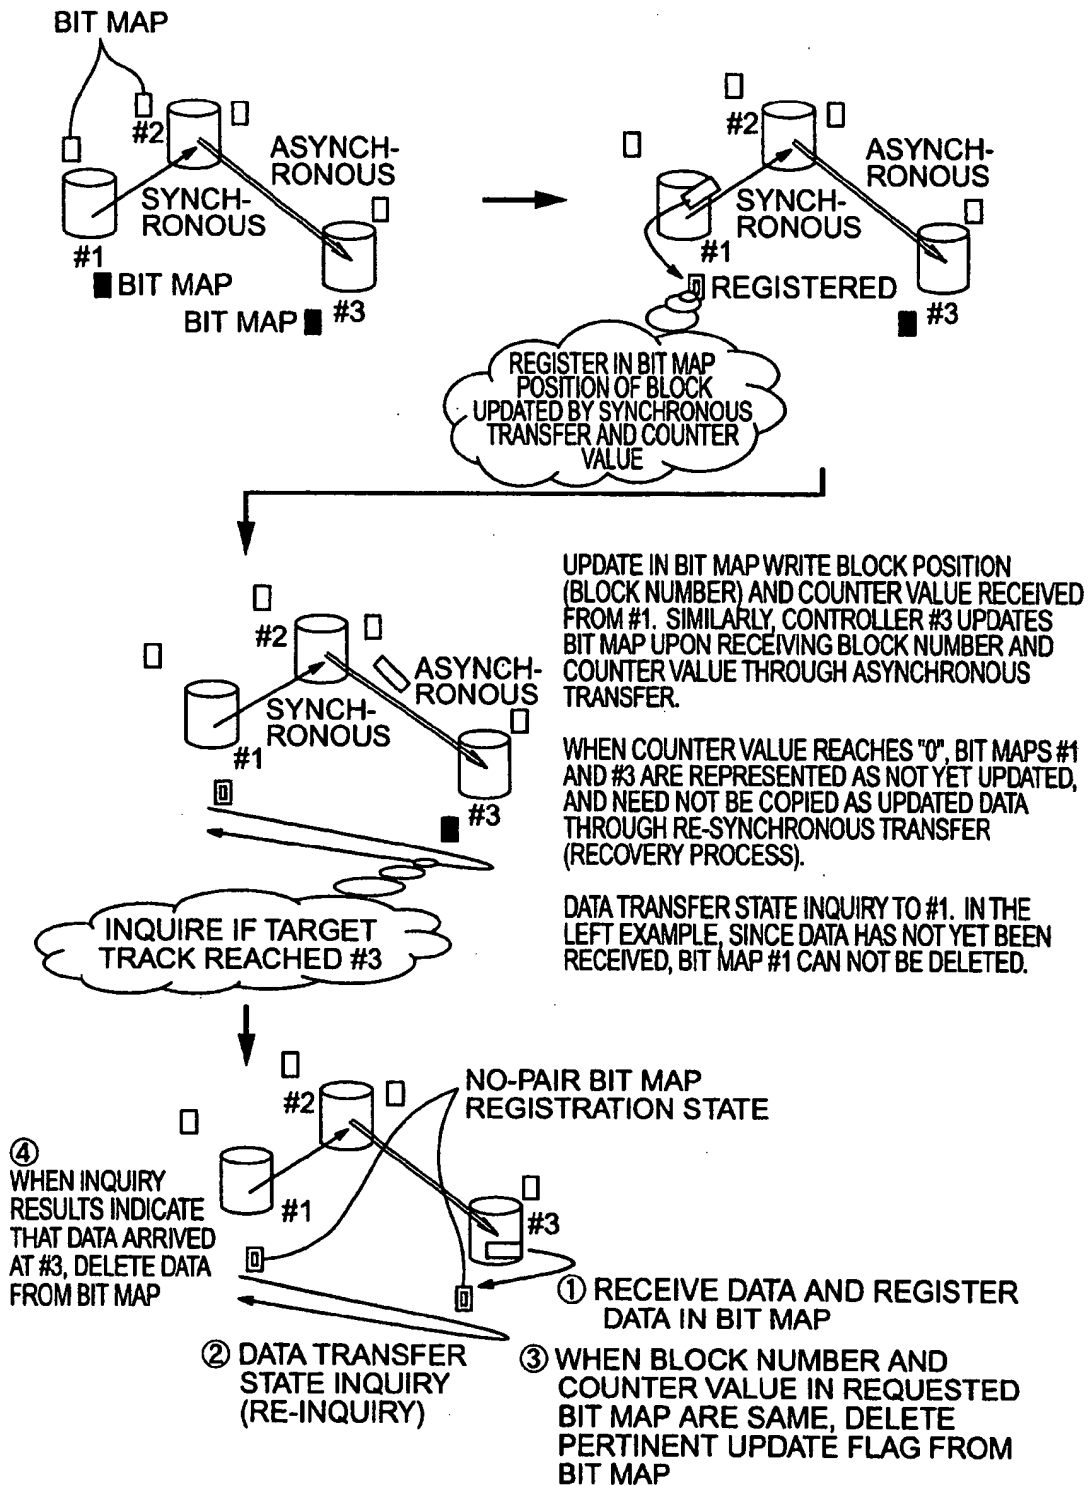 BIT MAP
#2
ASYNCH-
RONOUS
SYNCH-
RONOUS
#1
BIT MAP
BIT MAP
#3
#2
ASYNCH-
RONOUS
SYNCH-
RONOUS
#1
REGISTERED
#3
REGISTER IN BIT MAP
POSITION OF BLOCK
UPDATED BY SYNCHRONOUS
TRANSFER AND COUNTER
VALUE
#2
ASYNCH-
RONOUS
SYNCH-
RONOUS
#1
#3
INQUIRE IF TARGET
TRACK REACHED #3
UPDATE IN BIT MAP WRITE BLOCK POSITION
(BLOCK NUMBER) AND COUNTER VALUE RECEIVED
FROM #1. SIMILARLY, CONTROLLER #3 UPDATES
BIT MAP UPON RECEIVING BLOCK NUMBER AND
COUNTER VALUE THROUGH ASYNCHRONOUS
TRANSFER.
WHEN COUNTER VALUE REACHES "0", BIT MAPS #1
AND #3 ARE REPRESENTED AS NOT YET UPDATED,
AND NEED NOT BE COPIED AS UPDATED DATA
THROUGH RE-SYNCHRONOUS TRANSFER
(RECOVERY PROCESS).
DATA TRANSFER STATE INQUIRY TO #1. IN THE
LEFT EXAMPLE, SINCE DATA HAS NOT YET BEEN
RECEIVED, BIT MAP #1 CAN NOT BE DELETED.
#2
NO-PAIR BIT MAP
REGISTRATION STATE
#1
#3
④
WHEN INQUIRY
RESULTS INDICATE
THAT DATA ARRIVED
AT #3, DELETE DATA
FROM BIT MAP
① RECEIVE DATA AND REGISTER
DATA IN BIT MAP
② DATA TRANSFER
STATE INQUIRY
(RE-INQUIRY)
③ WHEN BLOCK NUMBER AND
COUNTER VALUE IN REQUESTED
BIT MAP ARE SAME, DELETE
PERTINENT UPDATE FLAG FROM
BIT MAP